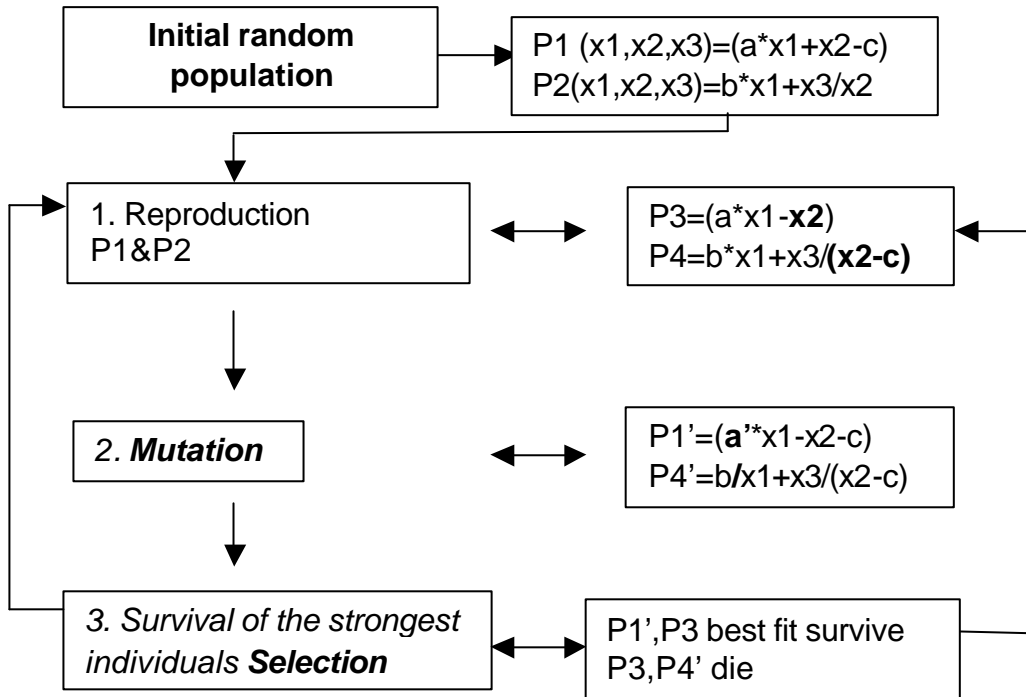 Initial random
population
P1 (x1,x2,x3)=(a*x1+x2-c)
P2(x1,x2,x3)=b*x1+x3/x2
1. Reproduction
P1&P2
P3=(a*x1-x2)
P4=b*x1+x3/(x2-c)
2. Mutation
P1’=(a’*x1-x2-c)
P4’=b/x1+x3/(x2-c)
3. Survival of the strongest
individuals Selection
P1’,P3 best fit survive
P3,P4’ die